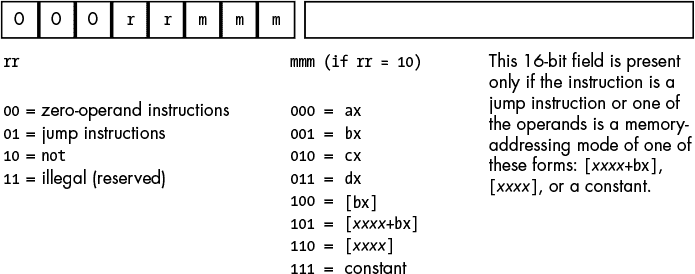 0 0 0 r r m m m
rr
00 = zero-operand instructions
01 = jump instructions
10 = not
11 = illegal (reserved)
mmm (if rr = 10)
000 = ax
001 = bx
010 = cx
011 = dx
100 = [bx]
101 = [xxxx+bx]
110 = [xxxx]
111 = constant
This 16-bit field is present
only if the instruction is a
jump instruction or one of
the operands is a memory-
addressing mode of one of
these forms: [xxxx+bx],
[xxxx], or a constant.